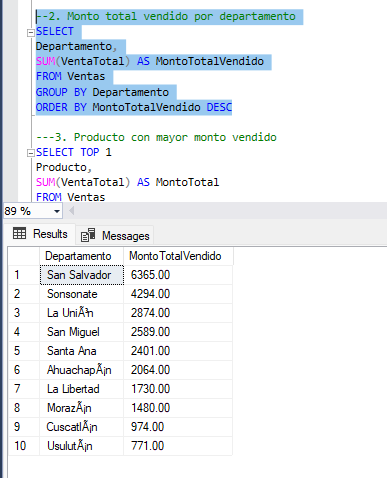 --2. Monto total vendido por departamento
SELECT
Departamento,
SUM(VentaTotal) AS MontoTotalVendido
FROM Ventas
GROUP BY Departamento
ORDER BY MontoTotalVendido DESC
---3. Producto con mayor monto vendido
SELECT TOP 1
Producto,
SUM(VentaTotal) AS MontoTotal
FROM Ventas
89 %
Results Messages
Departamento MontoTotalVendido
1 San Salvador 6365.00
2 Sonsonate 4294.00
3 La UniÃ³n 2874.00
4 San Miguel 2589.00
5 Santa Ana 2401.00
6 AhuachapÃ¡n 2064.00
7 La Libertad 1730.00
8 MorazÃ¡n 1480.00
9 CuscatlÃ¡n 974.00
10 UsulutÃ¡n 771.00